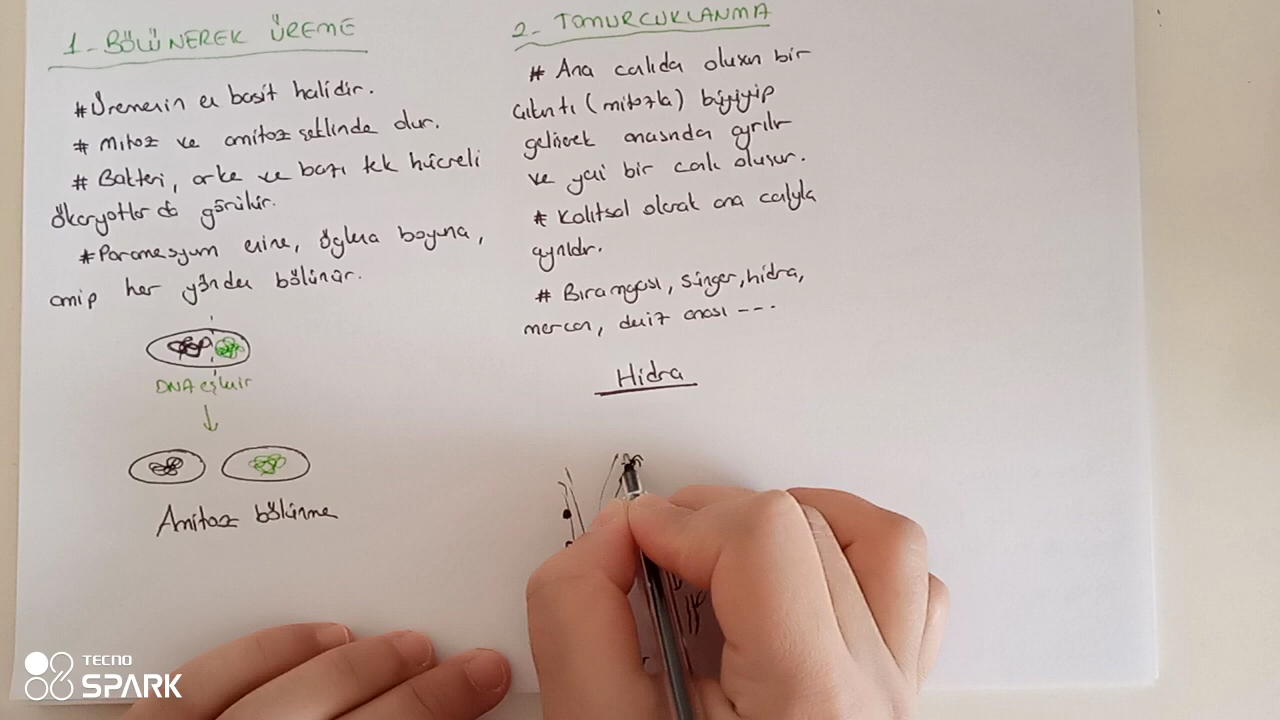 1- BÖLÜNEREK ÜREME
#Üremenin en basit halidir.
# Mitoz ve amitoz şeklinde olur.
# Bakteri, arke ve bazı tek hücreli
ökaryotlarda görülür.
#Paramesyum enine, öglena boyuna,
amip her yönden bölünür.
DNA eşlenir
Amitoz bölünme
2- TOMURCUKLANMA
# Ana canlıda oluşan bir
çıkıntı (mitozla) büyüyüp
gelişerek anasından ayrılır
ve yeni bir canlı oluşur.
# Kalıtsal olarak ana canlıyla
aynıdır.
# Bira mayası, sünger, hidra,
mercan, deniz anası ---
Hidra
TECNO
SPARK